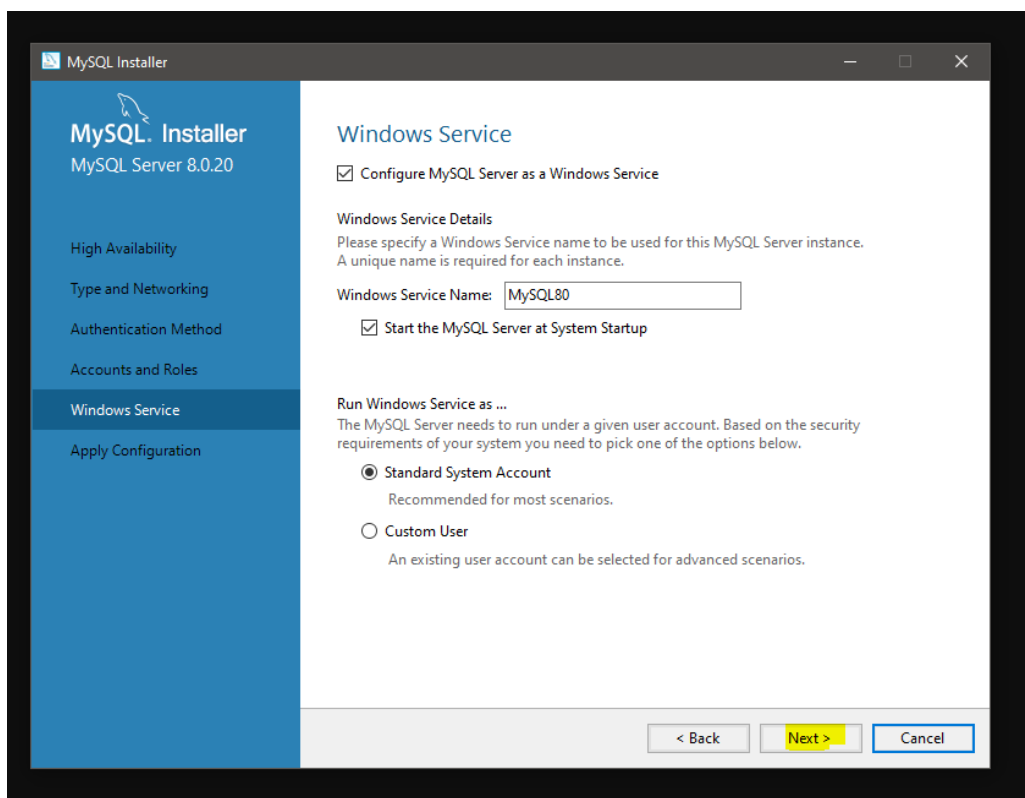 MySQL Installer
MySQL. Installer
MySQL Server 8.0.20
High Availability
Type and Networking
Authentication Method
Accounts and Roles
Windows Service
Apply Configuration
Windows Service
Configure MySQL Server as a Windows Service
Windows Service Details
Please specify a Windows Service name to be used for this MySQL Server instance.
A unique name is required for each instance.
Windows Service Name: MySQL80
Start the MySQL Server at System Startup
Run Windows Service as ...
The MySQL Server needs to run under a given user account. Based on the security
requirements of your system you need to pick one of the options below.
Standard System Account
Recommended for most scenarios.
Custom User
An existing user account can be selected for advanced scenarios.
< Back Next > Cancel